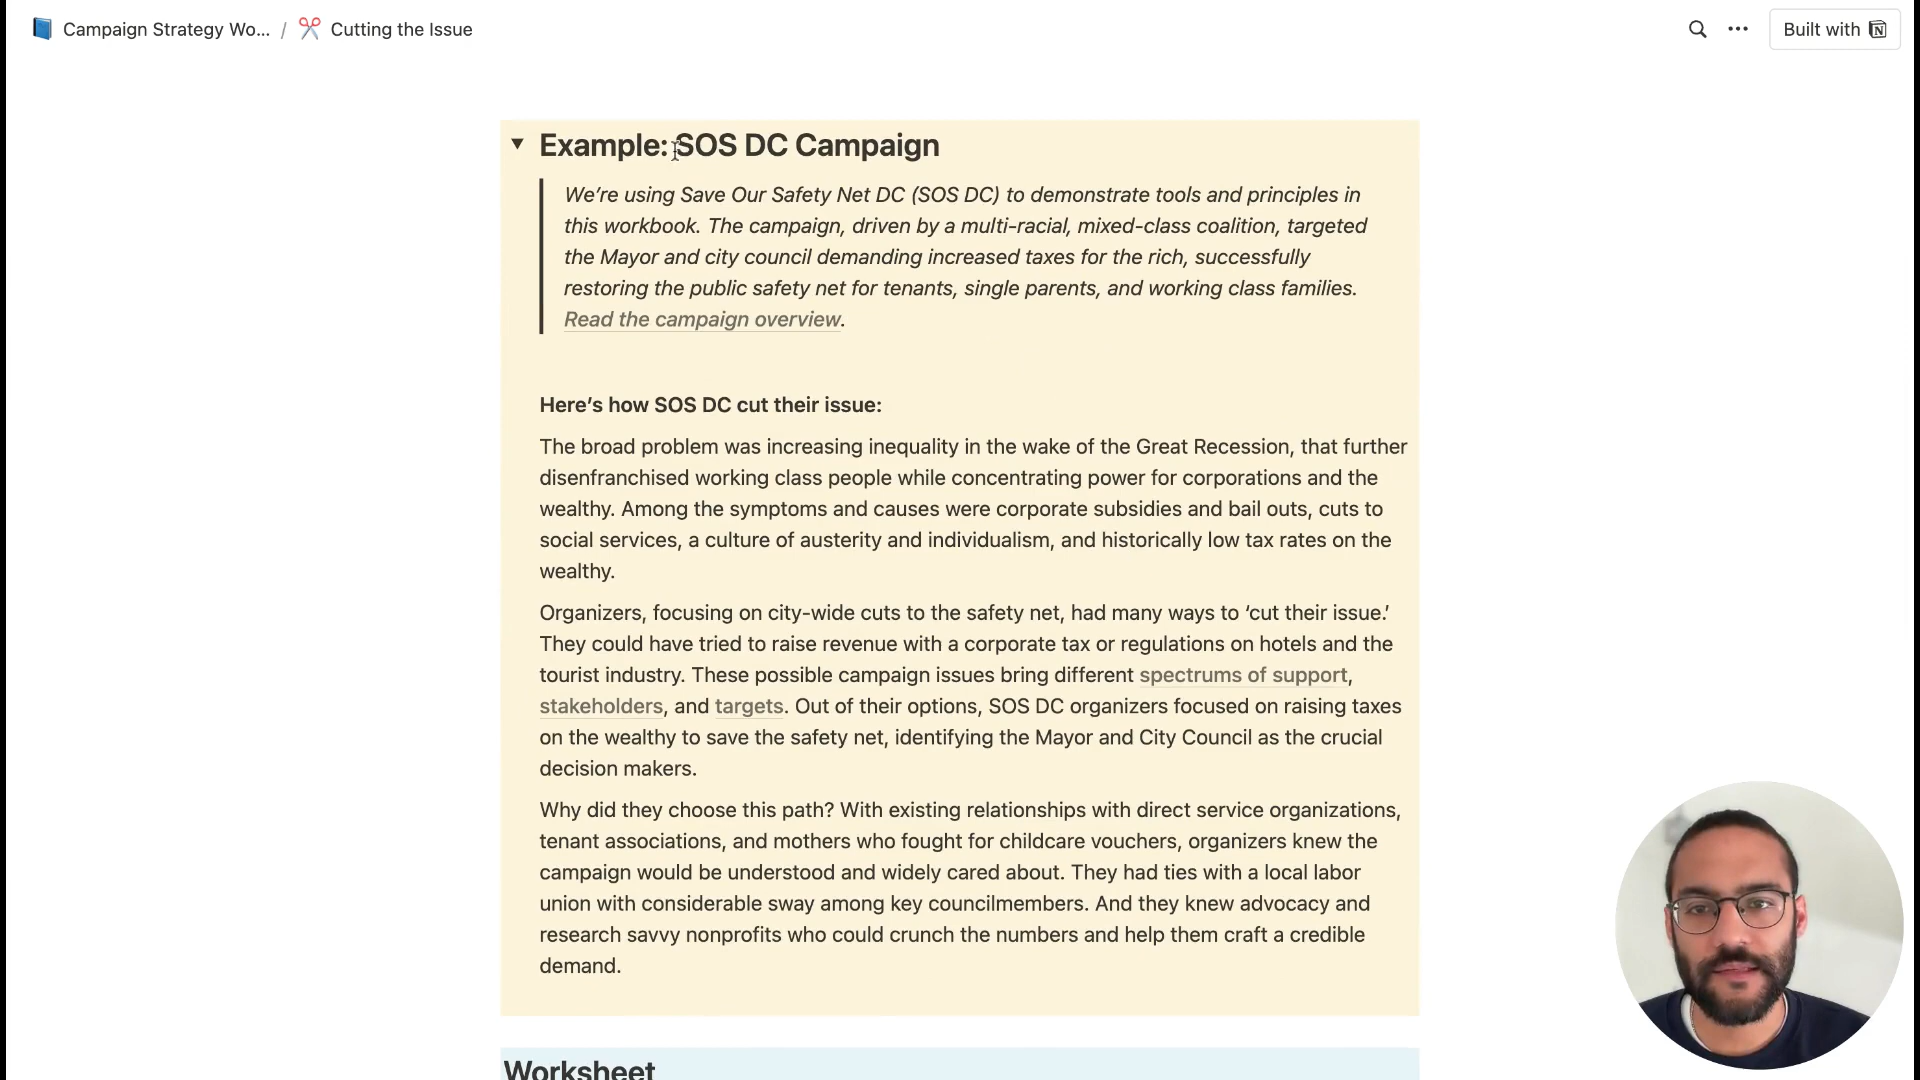 Campaign Strategy Wo... / Cutting the Issue
Built with
Example: SOS DC Campaign
We’re using Save Our Safety Net DC (SOS DC) to demonstrate tools and principles in
this workbook. The campaign, driven by a multi-racial, mixed-class coalition, targeted
the Mayor and city council demanding increased taxes for the rich, successfully
restoring the public safety net for tenants, single parents, and working class families.
Read the campaign overview.
Here’s how SOS DC cut their issue:
The broad problem was increasing inequality in the wake of the Great Recession, that further
disenfranchised working class people while concentrating power for corporations and the
wealthy. Among the symptoms and causes were corporate subsidies and bail outs, cuts to
social services, a culture of austerity and individualism, and historically low tax rates on the
wealthy.
Organizers, focusing on city-wide cuts to the safety net, had many ways to ‘cut their issue.’
They could have tried to raise revenue with a corporate tax or regulations on hotels and the
tourist industry. These possible campaign issues bring different spectrums of support,
stakeholders, and targets. Out of their options, SOS DC organizers focused on raising taxes
on the wealthy to save the safety net, identifying the Mayor and City Council as the crucial
decision makers.
Why did they choose this path? With existing relationships with direct service organizations,
tenant associations, and mothers who fought for childcare vouchers, organizers knew the
campaign would be understood and widely cared about. They had ties with a local labor
union with considerable sway among key councilmembers. And they knew advocacy and
research savvy nonprofits who could crunch the numbers and help them craft a credible
demand.
Worksheet